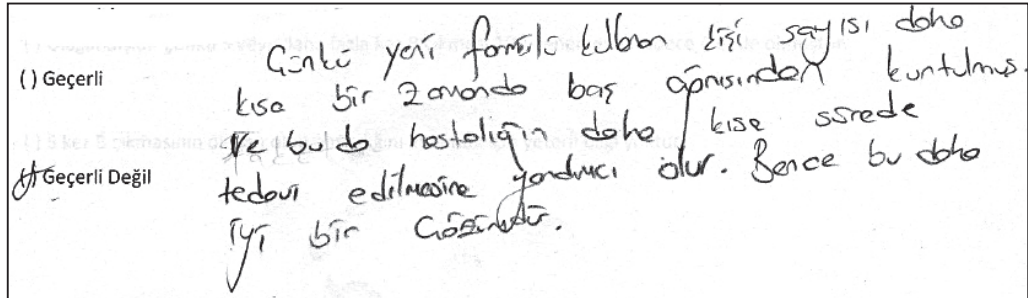 Çünkü yeni formülü kullanan kişi sayısı daha
( ) Geçerli
kısa bir zamanda baş ağrısından kurtulmuş.
Ve bu da hastalığın daha kısa sürede
( ) Geçerli Değil
tedavi edilmesine yardımcı olur. Bence bu daha
iyi bir çözümdür.